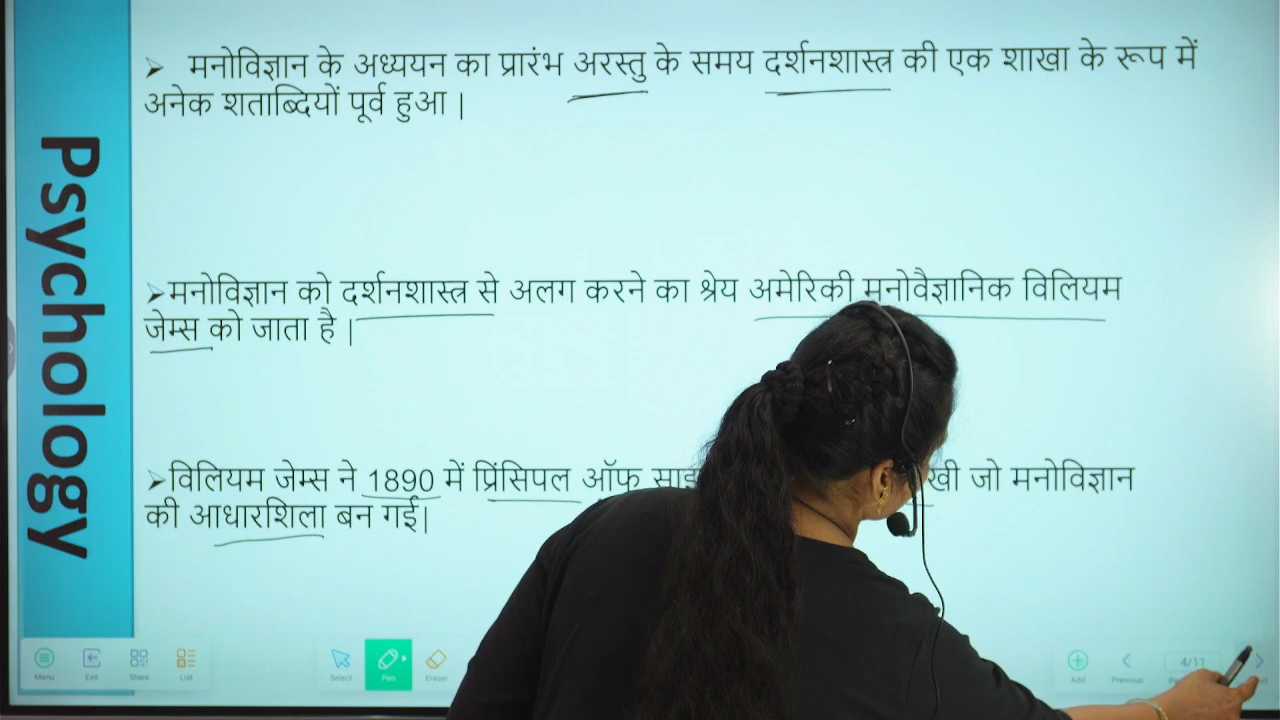 ➤ मनोविज्ञान के अध्ययन का प्रारंभ अरस्तु के समय दर्शनशास्त्र की एक शाखा के रूप में
अनेक शताब्दियों पूर्व हुआ |
➤मनोविज्ञान को दर्शनशास्त्र से अलग करने का श्रेय अमेरिकी मनोवैज्ञानिक विलियम
जेम्स को जाता है |
➤विलियम जेम्स ने 1890 में प्रिंसिपल ऑफ जो मनोविज्ञान
की आधारशिला बन गई|
Psychology
Menu Exit Share List Select Pen Eraser Add Previous 4/11